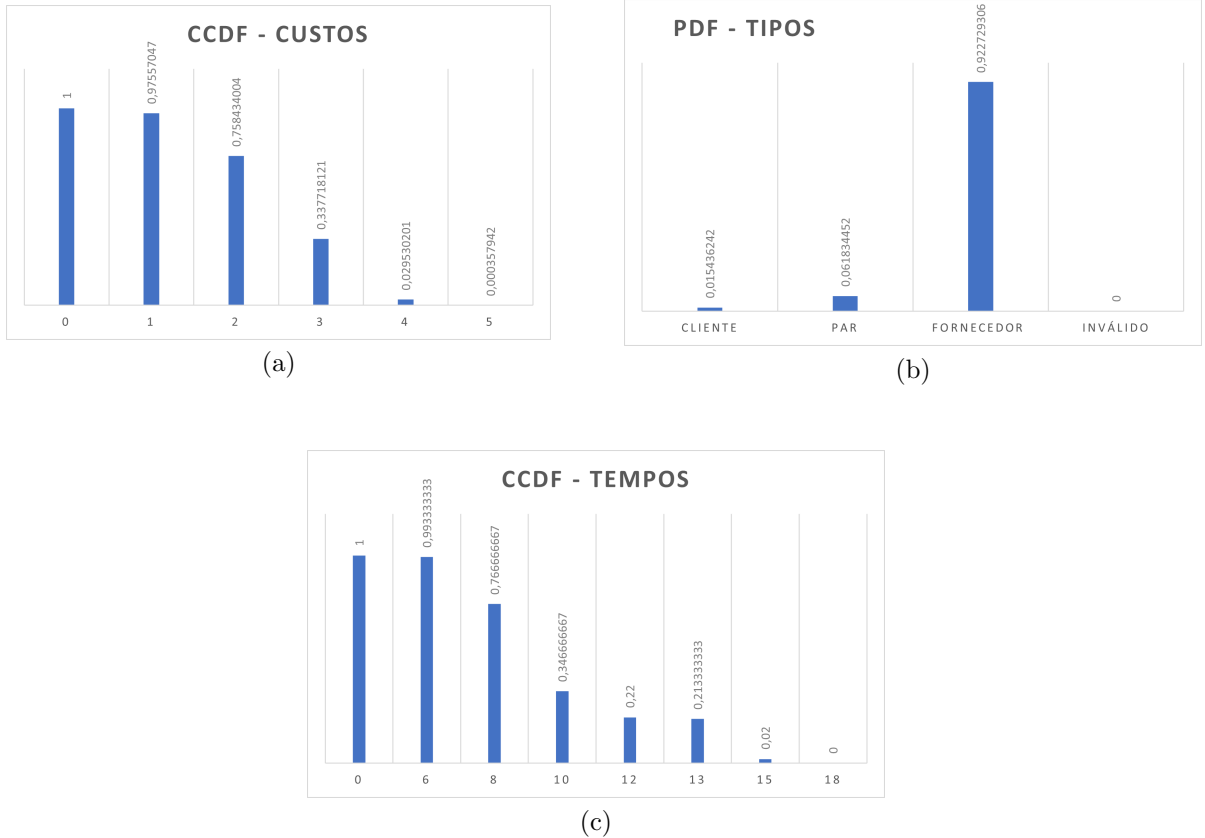 CCDF - CUSTOS
1
0,97557047
0,758434004
0,337718121
0,029530201
0,000357942
0 1 2 3 4 5
(a)
PDF - TIPOS
0,015436242
0,061834452
0,922729306
0
CLIENTE PAR FORNECEDOR INVÁLIDO
(b)
CCDF - TEMPOS
1
0,993333333
0,766666667
0,346666667
0,22
0,213333333
0,02
0
0 6 8 10 12 13 15 18
(c)